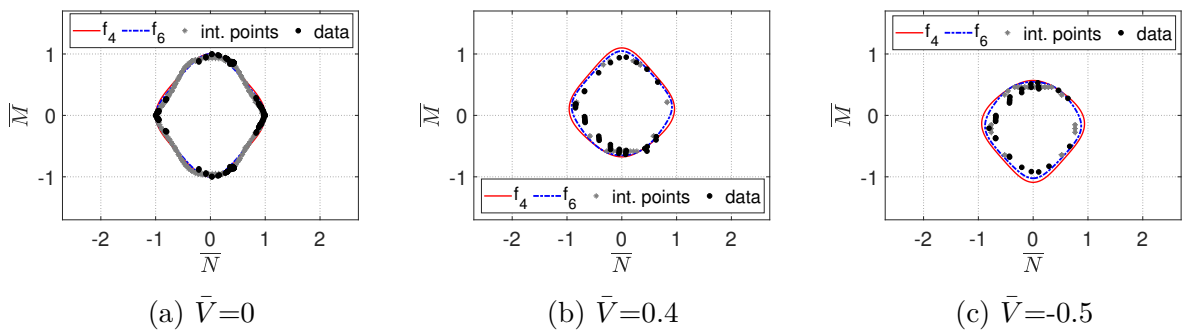 f4 f6 int. points data
1
0
-1
M̅
-2 -1 0 1 2
N̅
(a) V̄=0
f4 f6 int. points data
1
0
-1
M̅
-2 -1 0 1 2
N̅
(b) V̄=0.4
f4 f6 int. points data
1
0
-1
M̅
-2 -1 0 1 2
N̅
(c) V̄=-0.5